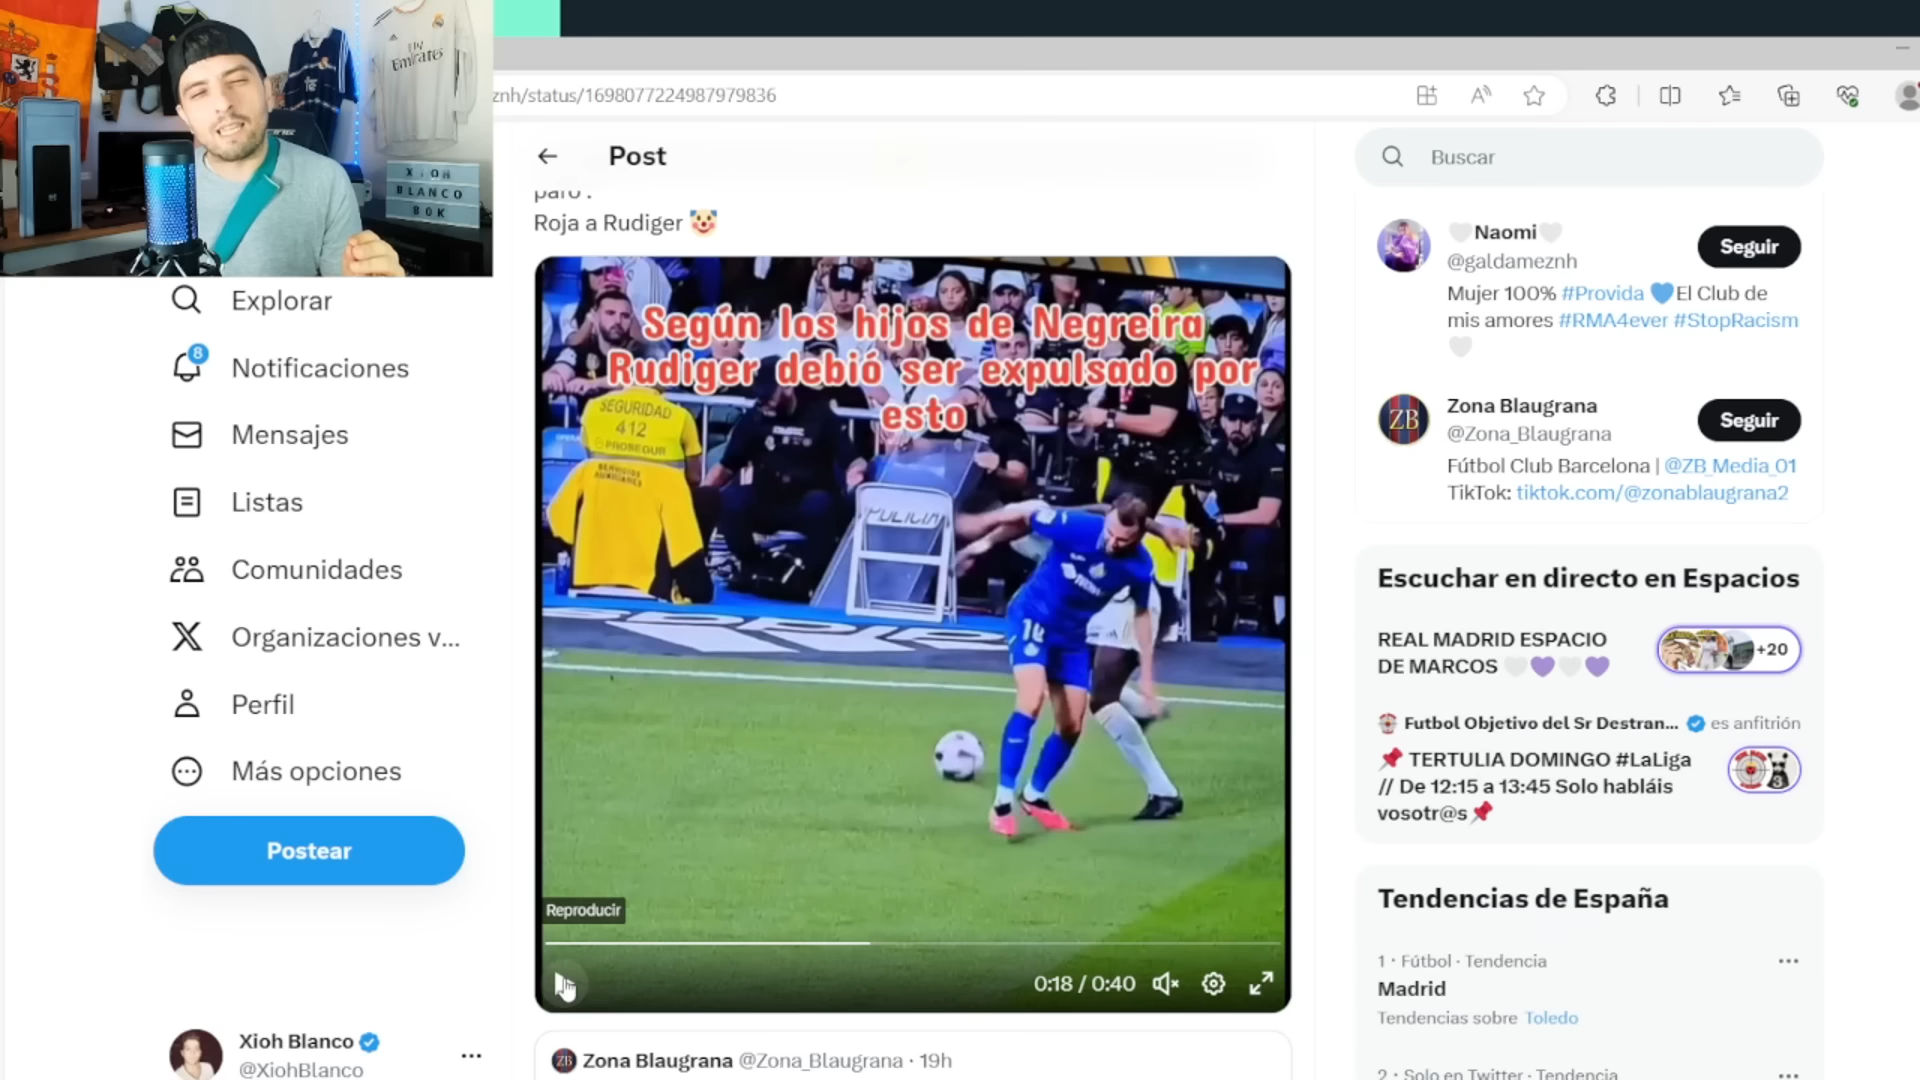 Fly
Emirates
XIOH
BLANCO
80K
znh/status/1698077224987979836
Post
paro .
Roja a Rudiger 🤡
Según los hijos de Negreira
Rudiger debió ser expulsado por
esto
SEGURIDAD
412
PROSEGUR
SERVICIOS
AUXILIARES
POLICIA
Reproducir
0:18 / 0:40
ZB Zona Blaugrana @Zona_Blaugrana · 19h
Explorar
8
Notificaciones
Mensajes
Listas
Comunidades
Organizaciones v...
Perfil
Más opciones
Postear
Xioh Blanco
@XiohBlanco
Buscar
🤍Naomi🤍
@galdameznh
Seguir
Mujer 100% #Provida 💙El Club de
mis amores #RMA4ever #StopRacism
🤍
ZB
Zona Blaugrana
@Zona_Blaugrana
Seguir
Fútbol Club Barcelona | @ZB_Media_01
TikTok: tiktok.com/@zonablaugrana2
Escuchar en directo en Espacios
REAL MADRID ESPACIO
DE MARCOS 🤍💜🤍💜
+20
Futbol Objetivo del Sr Destran... es anfitrión
📌 TERTULIA DOMINGO #LaLiga
// De 12:15 a 13:45 Solo habláis
vosotr@s📌
Tendencias de España
1 · Fútbol · Tendencia
Madrid
Tendencias sobre Toledo
2 · Solo en Twitter · Tendencia